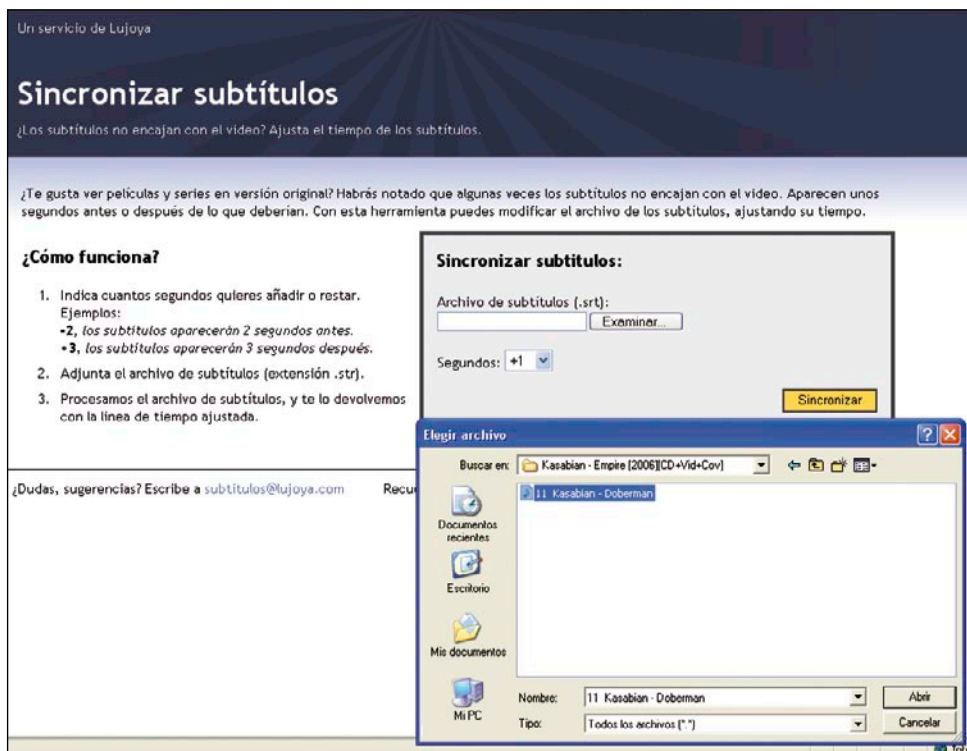 Un servicio de Lujoya
Sincronizar subtítulos
¿Los subtítulos no encajan con el vídeo? Ajusta el tiempo de los subtítulos.
¿Te gusta ver películas y series en versión original? Habrás notado que algunas veces los subtítulos no encajan con el vídeo. Aparecen unos
segundos antes o después de lo que deberían. Con esta herramienta puedes modificar el archivo de los subtítulos, ajustando su tiempo.
¿Cómo funciona?
1. Indica cuantos segundos quieres añadir o restar.
Ejemplos:
-2, los subtítulos aparecerán 2 segundos antes.
+3, los subtítulos aparecerán 3 segundos después.
2. Adjunta el archivo de subtítulos (extensión .str).
3. Procesamos el archivo de subtítulos, y te lo devolvemos
con la línea de tiempo ajustada.
Sincronizar subtítulos:
Archivo de subtítulos (.srt):
Examinar...
Segundos: +1
Sincronizar
¿Dudas, sugerencias? Escribe a subtitulos@lujoya.com
Elegir archivo
Buscar en: Kasabian - Empire [2006][CD+Vid+Cov]
11 Kasabian - Doberman
Documentos
recientes
Escritorio
Mis documentos
Mi PC
Nombre: 11 Kasabian - Doberman
Abrir
Tipo: Todos los archivos (*.*)
Cancelar